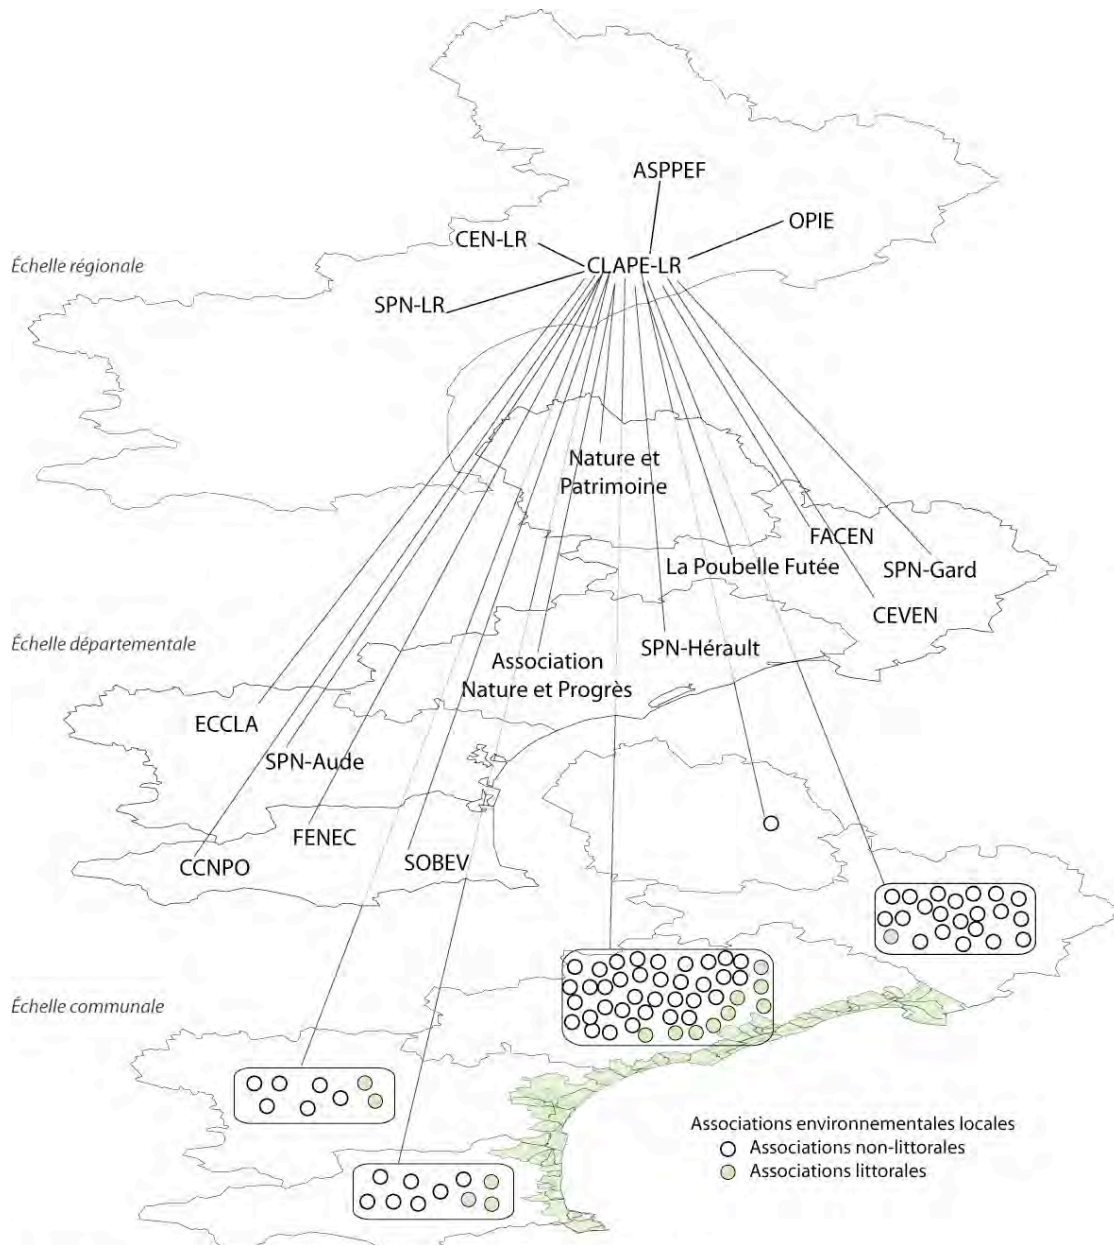 ASPPEF
OPIE
CEN-LR
Échelle régionale
CLAPE-LR
SPN-LR
Nature et
Patrimoine
FACEN
La Poubelle Futée
SPN-Gard
CEVEN
Échelle départementale
SPN-Hérault
Association
Nature et Progrès
ECCLA
SPN-Aude
FENEC
CCNPO
SOBEV
Échelle communale
Associations environnementales locales
Associations non-littorales
Associations littorales